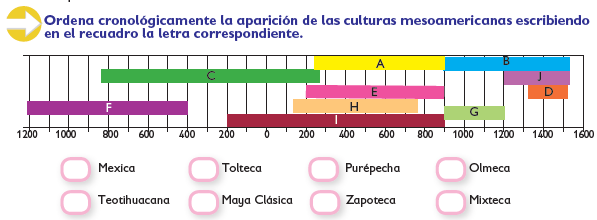 Ordena cronológicamente la aparición de las culturas mesoamericanas escribiendo
en el recuadro la letra correspondiente.
A
B
C
J
E
D
F
H
G
I
1200 1000 800 600 400 200 0 200 400 600 800 1000 1200 1400 1600
Mexica Tolteca Purépecha Olmeca
Teotihuacana Maya Clásica Zapoteca Mixteca